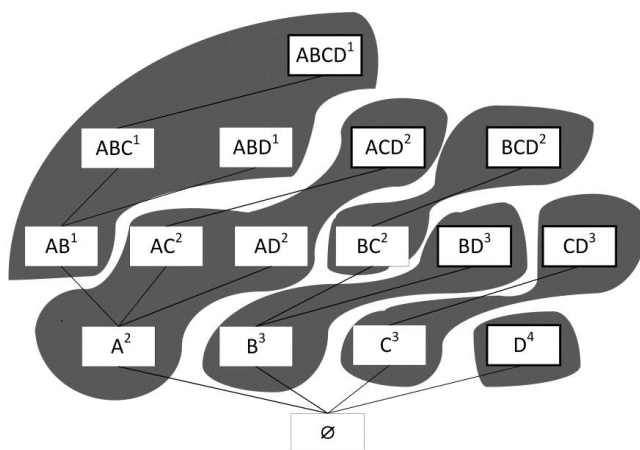 ABCD¹
ABC¹ ABD¹ ACD² BCD²
AB¹ AC² AD² BC² BD³ CD³
A² B³ C³ D⁴
∅